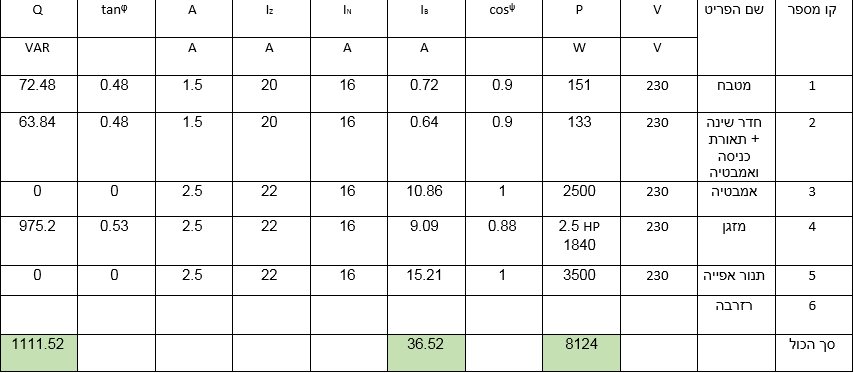 קו מספר שם הפריט V P cosψ IB IN IZ A tanφ Q
V W A A A A VAR
1 מטבח 230 151 0.9 0.72 16 20 1.5 0.48 72.48
2 חדר שינה 230 133 0.9 0.64 16 20 1.5 0.48 63.84
+ תאורת
כניסה
ואמבטיה
3 אמבטיה 230 2500 1 10.86 16 22 2.5 0 0
4 מזגן 230 2.5 HP 0.88 9.09 16 22 2.5 0.53 975.2
1840
5 תנור אפייה 230 3500 1 15.21 16 22 2.5 0 0
6 רזרבה
סך הכול 8124 36.52 1111.52